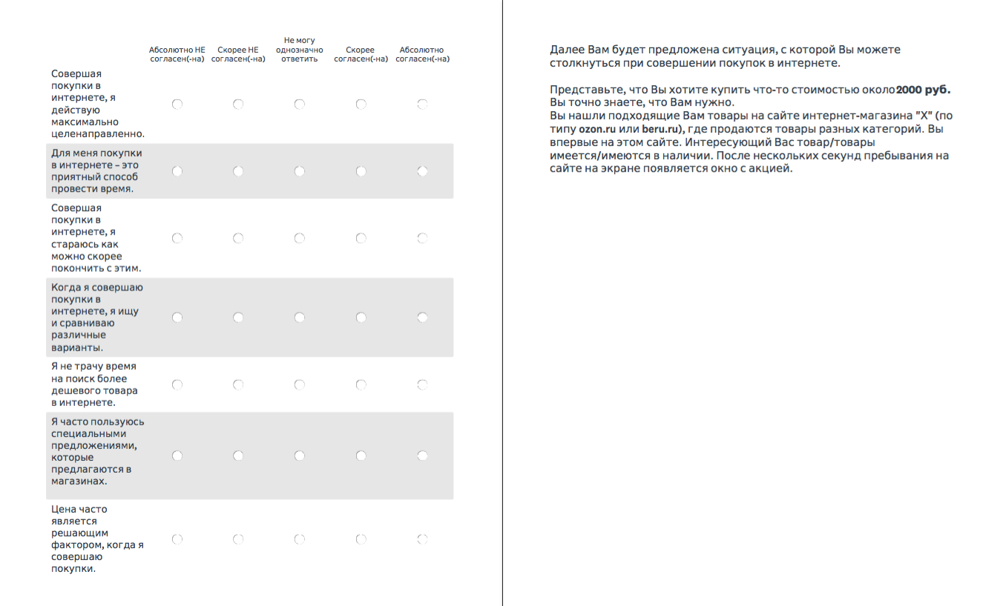 Абсолютно НЕ согласен(-на)
Скорее НЕ согласен(-на)
Не могу однозначно ответить
Скорее согласен(-на)
Абсолютно согласен(-на)
Совершая
покупки в
интернете, я
действую
максимально
целенаправленно.
Для меня покупки
в интернете – это
приятный способ
провести время.
Совершая
покупки в
интернете, я
стараюсь как
можно скорее
покончить с этим.
Когда я совершаю
покупки в
интернете, я ищу
и сравниваю
различные
варианты.
Я не трачу время
на поиск более
дешевого товара
в интернете.
Я часто пользуюсь
специальными
предложениями,
которые
предлагаются в
магазинах.
Цена часто
является
решающим
фактором, когда я
совершаю
покупки.
Далее Вам будет предложена ситуация, с которой Вы можете
столкнуться при совершении покупок в интернете.
Представьте, что Вы хотите купить что-то стоимостью около 2000 руб.
Вы точно знаете, что Вам нужно.
Вы нашли подходящие Вам товары на сайте интернет-магазина "X" (по
типу ozon.ru или beru.ru), где продаются товары разных категорий. Вы
впервые на этом сайте. Интересующий Вас товар/товары
имеется/имеются в наличии. После нескольких секунд пребывания на
сайте на экране появляется окно с акцией.